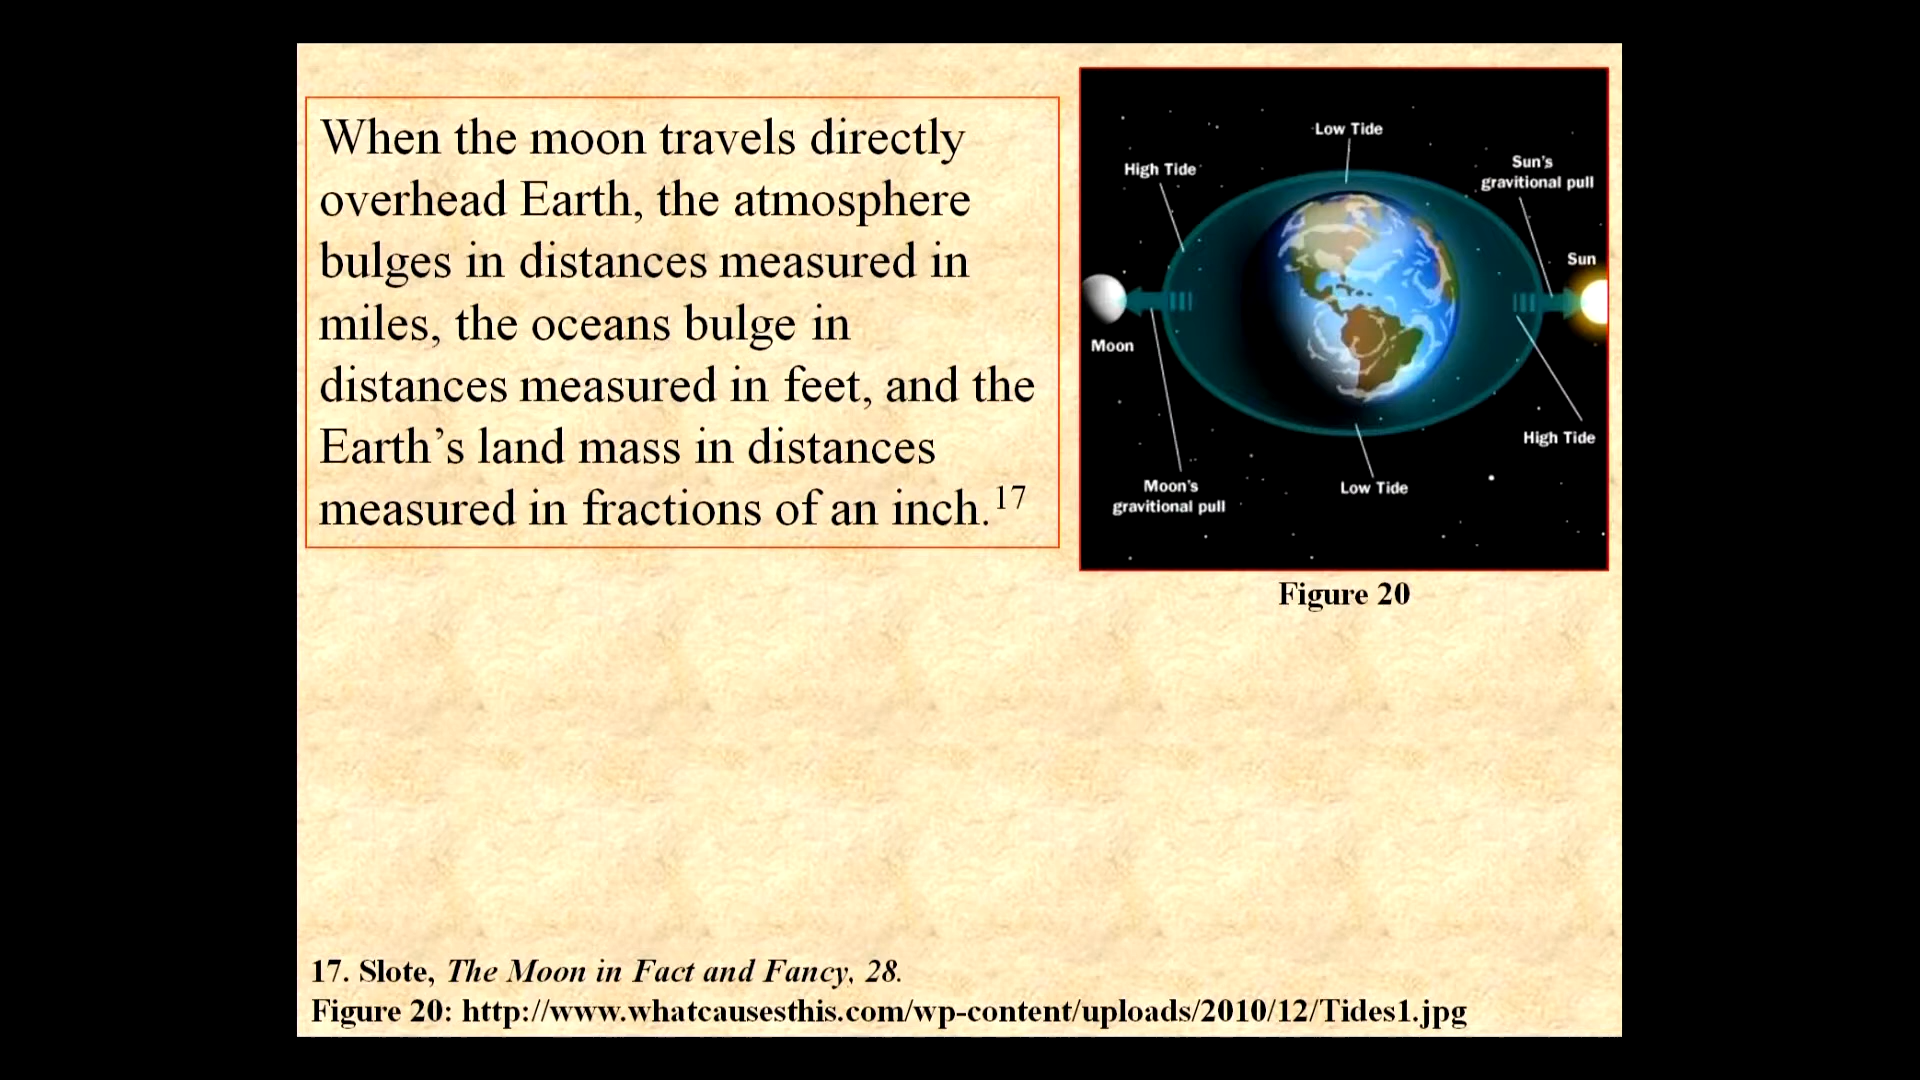 When the moon travels directly
overhead Earth, the atmosphere
bulges in distances measured in
miles, the oceans bulge in
distances measured in feet, and the
Earth’s land mass in distances
measured in fractions of an inch.17
Low Tide
High Tide
Sun's
gravitional pull
Sun
Moon
High Tide
Moon's
gravitional pull
Low Tide
Figure 20
17. Slote, The Moon in Fact and Fancy, 28.
Figure 20: http://www.whatcausesthis.com/wp-content/uploads/2010/12/Tides1.jpg